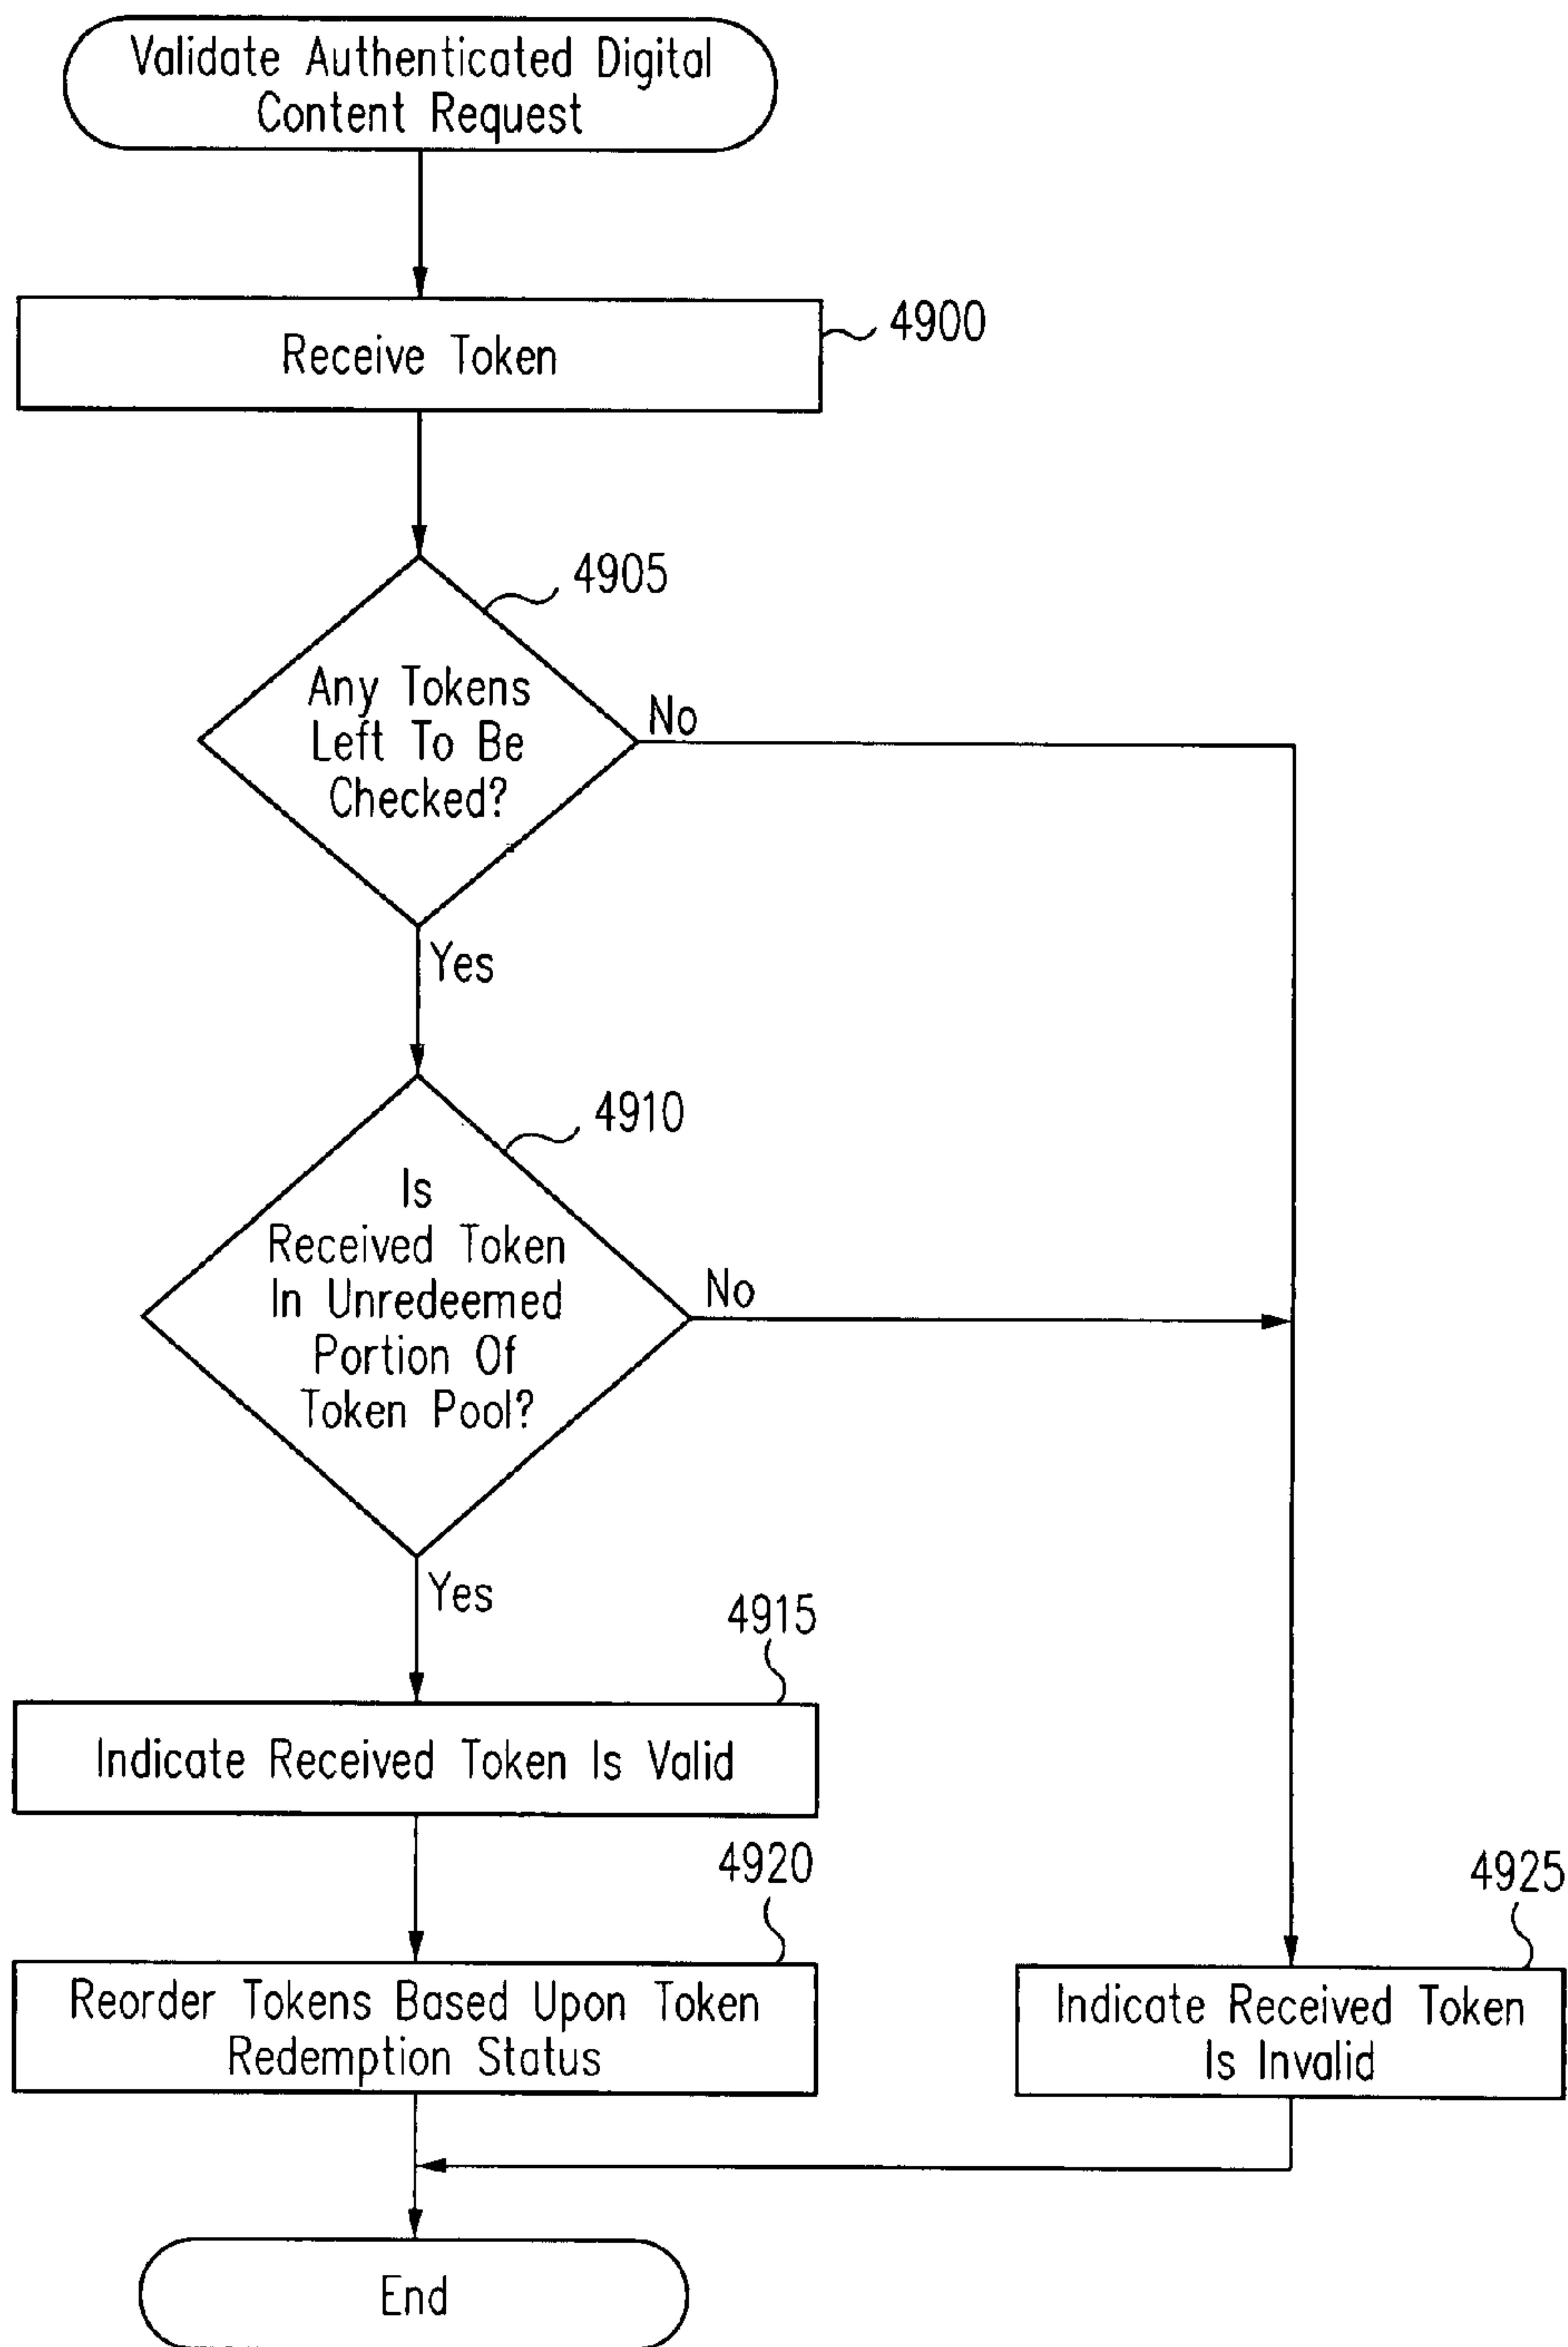 Validate Authenticated Digital
Content Request
Receive Token
4900
4905
Any Tokens
Left To Be
Checked?
No
Yes
4910
Is
Received Token
In Unredeemed
Portion Of
Token Pool?
No
Yes
4915
Indicate Received Token Is Valid
4920
Reorder Tokens Based Upon Token
Redemption Status
4925
Indicate Received Token
Is Invalid
End